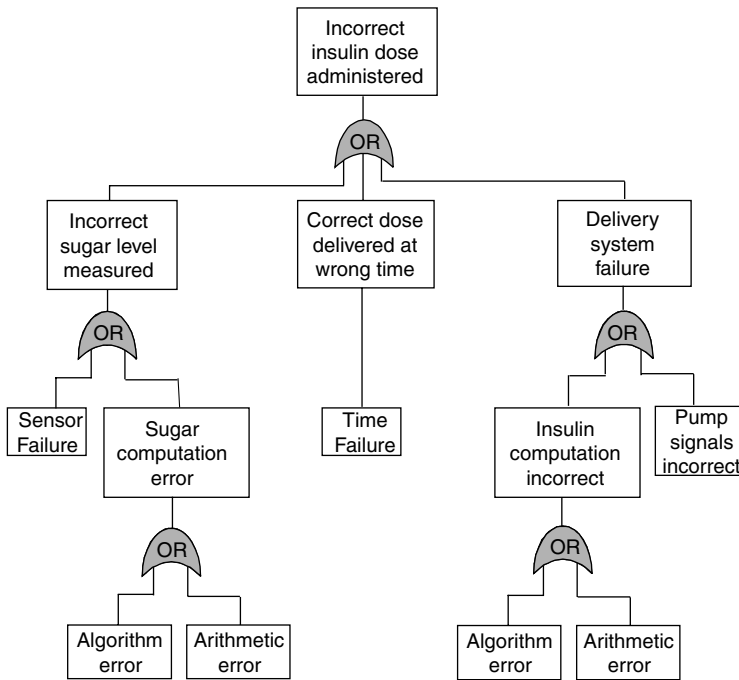 Incorrect
insulin dose
administered
OR
Incorrect
sugar level
measured
Correct dose
delivered at
wrong time
Delivery
system
failure
OR
OR
Sensor
Failure
Sugar
computation
error
Time
Failure
Insulin
computation
incorrect
Pump
signals
incorrect
OR
OR
Algorithm
error
Arithmetic
error
Algorithm
error
Arithmetic
error